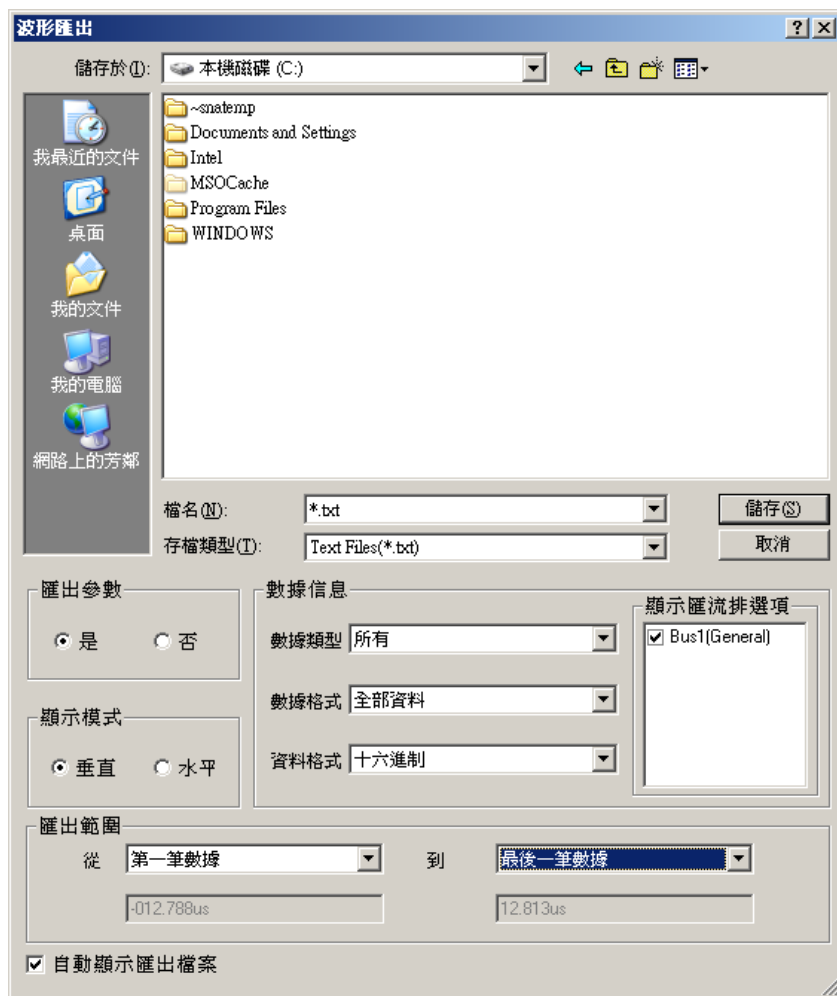 波形匯出
儲存於(I): 本機磁碟 (C:)
我最近的文件
桌面
我的文件
我的電腦
網路上的芳鄰
~snatemp
Documents and Settings
Intel
MSOCache
Program Files
WINDOWS
檔名(N): *.txt 儲存(S)
存檔類型(T): Text Files(*.txt) 取消
匯出參數
是 否
顯示模式
垂直 水平
數據信息
數據類型 所有
數據格式 全部資料
資料格式 十六進制
顯示匯流排選項
Bus1(General)
匯出範圍
從 第一筆數據 到 最後一筆數據
-012.788us 12.813us
自動顯示匯出檔案